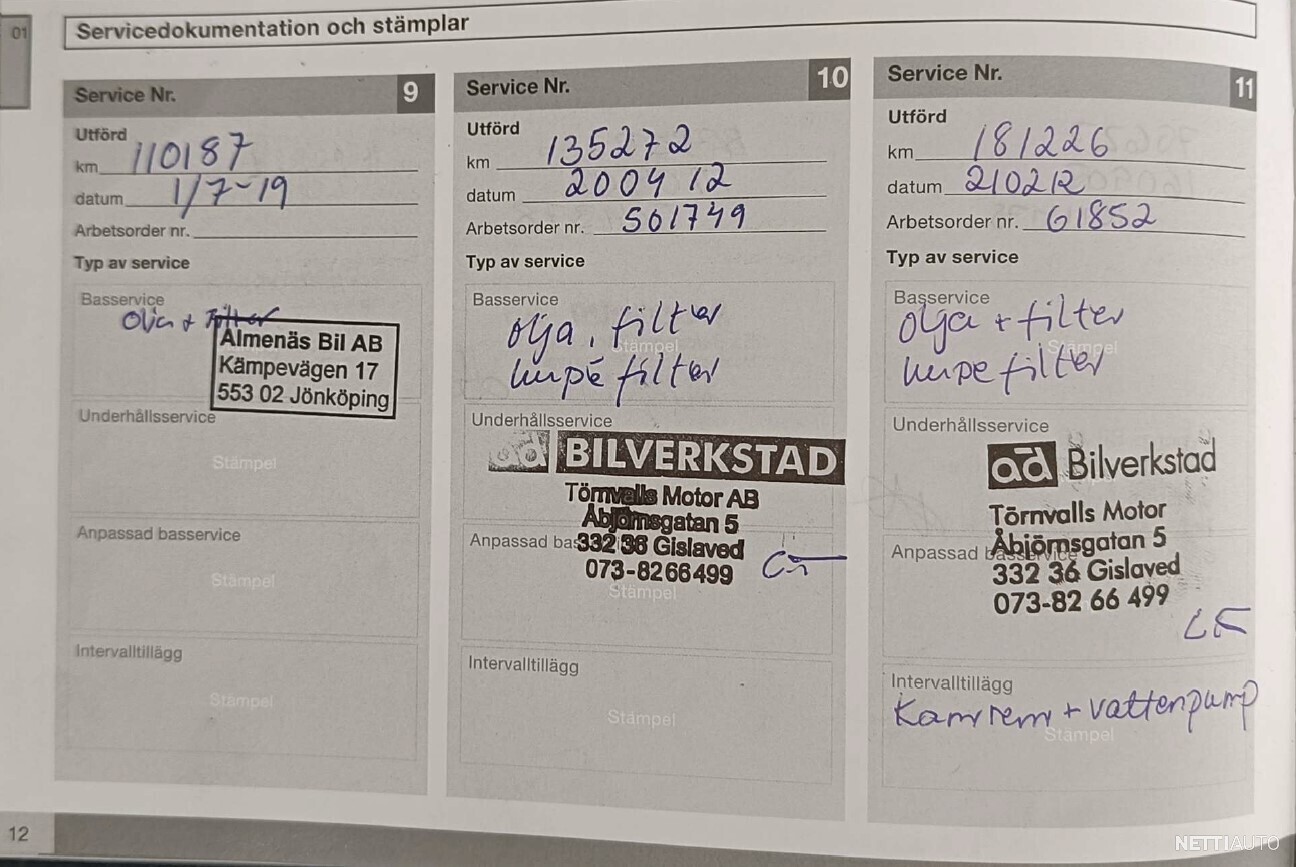 01
Servicedokumentation och stämplar
Service Nr. 9
Utförd
km 110187
datum 1/7-19
Arbetsorder nr.
Typ av service
Basservice
Olja + Filter
Almenäs Bil AB
Kämpevägen 17
553 02 Jönköping
Underhållsservice
Stämpel
Anpassad basservice
Stämpel
Intervalltillägg
Stämpel
Service Nr. 10
Utförd
km 135272
datum 200412
Arbetsorder nr. 501749
Typ av service
Basservice
Olja, filter
Stämpel
kupé filter
Underhållsservice
ad BILVERKSTAD
Törnvalls Motor AB
Åbjörnsgatan 5
Anpassad bas
332 36 Gislaved
073-8266499
Stämpel
Intervalltillägg
Stämpel
Service Nr. 11
Utförd
km 181226
datum 210212
Arbetsorder nr. 61852
Typ av service
Basservice
Olja + filter
Stämpel
kupe filter
Underhållsservice
ad Bilverkstad
Törnvalls Motor
Åbjörnsgatan 5
Anpassad basservice
332 36 Gislaved
073-82 66 499
Intervalltillägg
Kamrem + vattenpump
Stämpel
12
NETTIAUTO